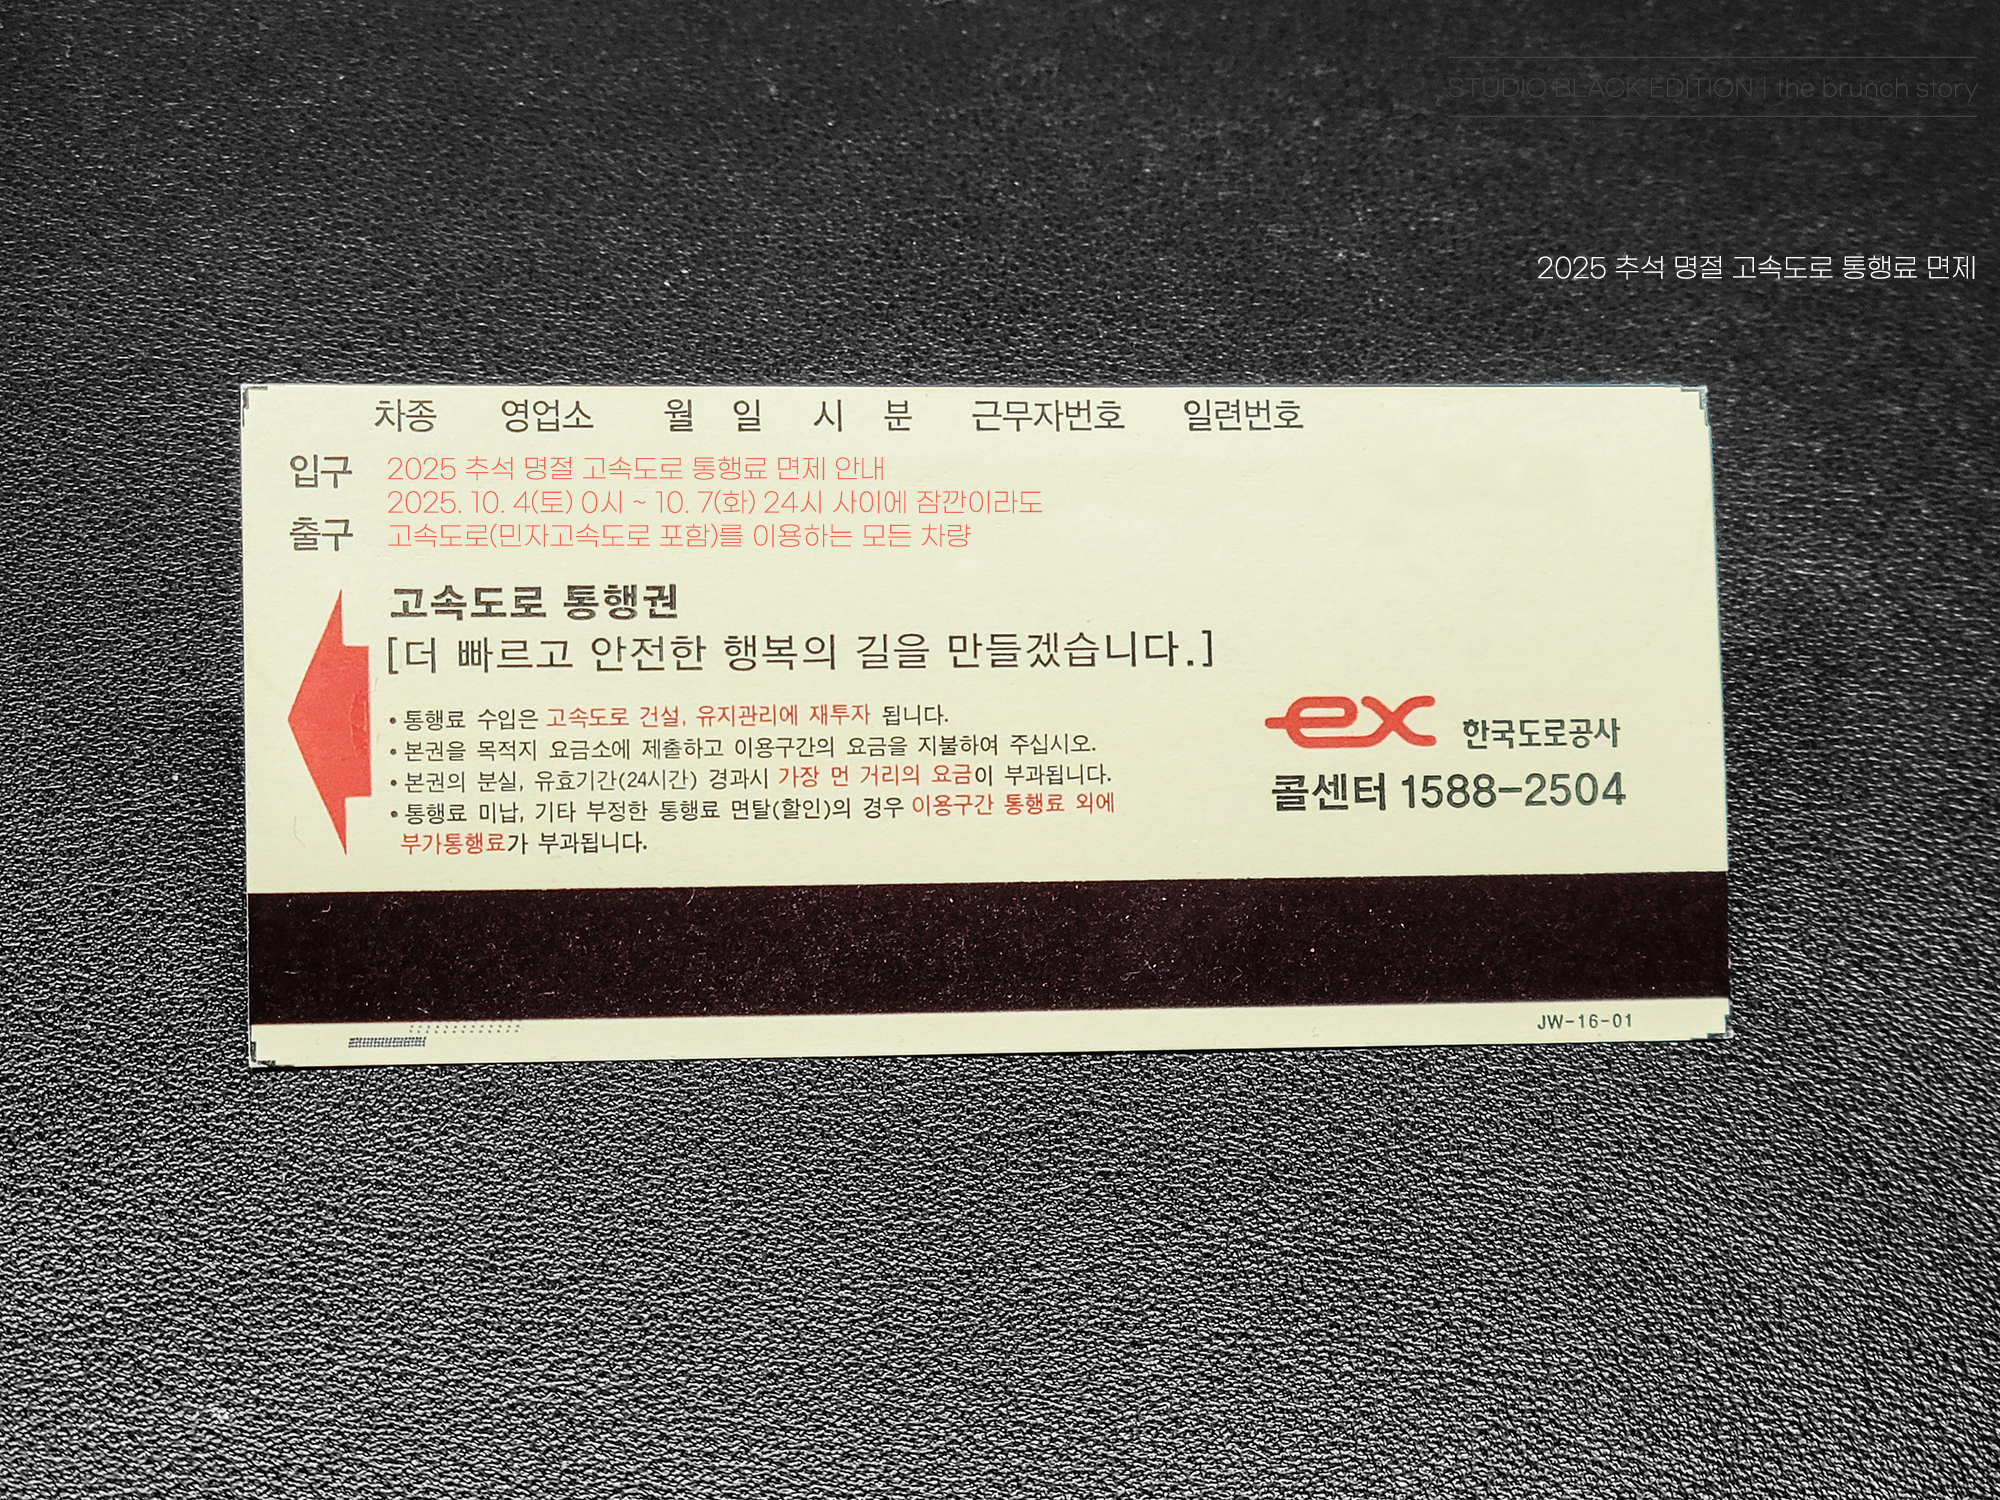 STUDIO BLACK EDITION | the brunch story
2025 추석 명절 고속도로 통행료 면제
차종 영업소 월 일 시 분 근무자번호 일련번호
입구
출구
2025 추석 명절 고속도로 통행료 면제 안내
2025. 10. 4(토) 0시 ~ 10. 7(화) 24시 사이에 잠깐이라도
고속도로(민자고속도로 포함)를 이용하는 모든 차량
고속도로 통행권
[더 빠르고 안전한 행복의 길을 만들겠습니다.]
• 통행료 수입은 고속도로 건설, 유지관리에 재투자 됩니다.
• 본권을 목적지 요금소에 제출하고 이용구간의 요금을 지불하여 주십시오.
• 본권의 분실, 유효기간(24시간) 경과시 가장 먼 거리의 요금이 부과됩니다.
• 통행료 미납, 기타 부정한 통행료 면탈(할인)의 경우 이용구간 통행료 외에
부가통행료가 부과됩니다.
ex 한국도로공사
콜센터 1588-2504
JW-16-01